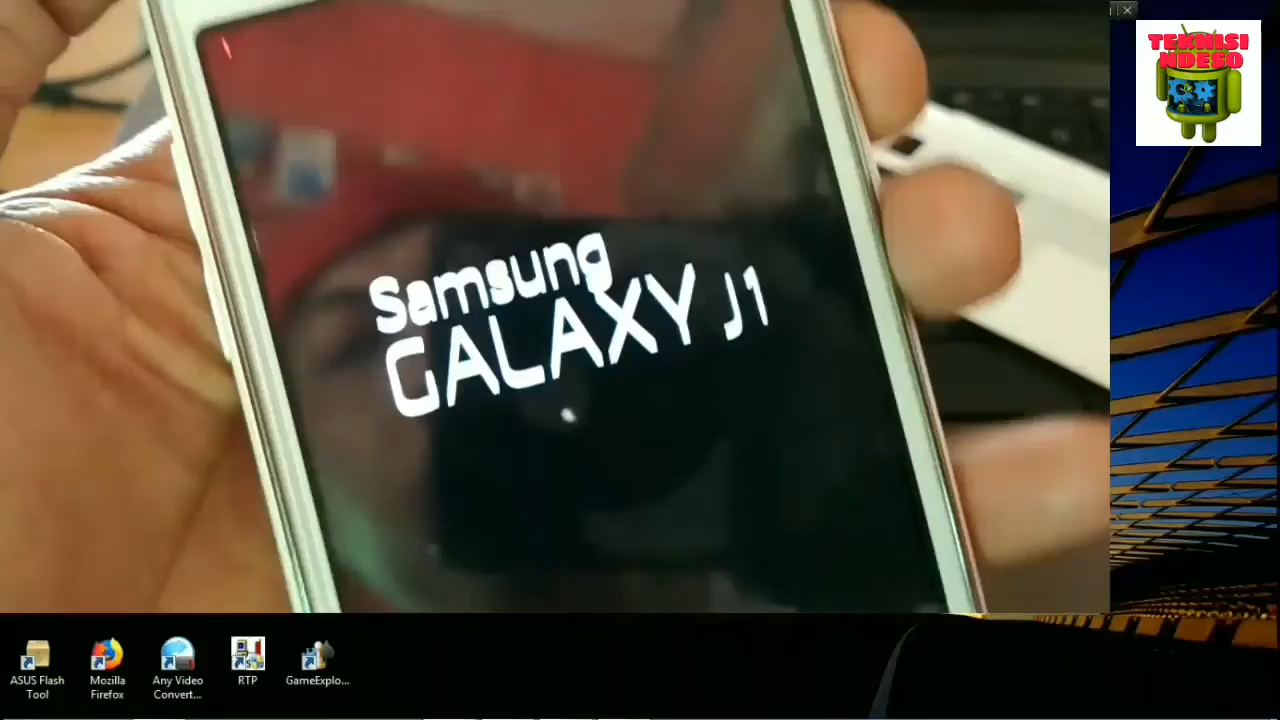 TEKNISI
NDESO
Samsung
GALAXY J1
ASUS Flash
Tool
Mozilla
Firefox
Any Video
Convert...
RTP
GameExplo...